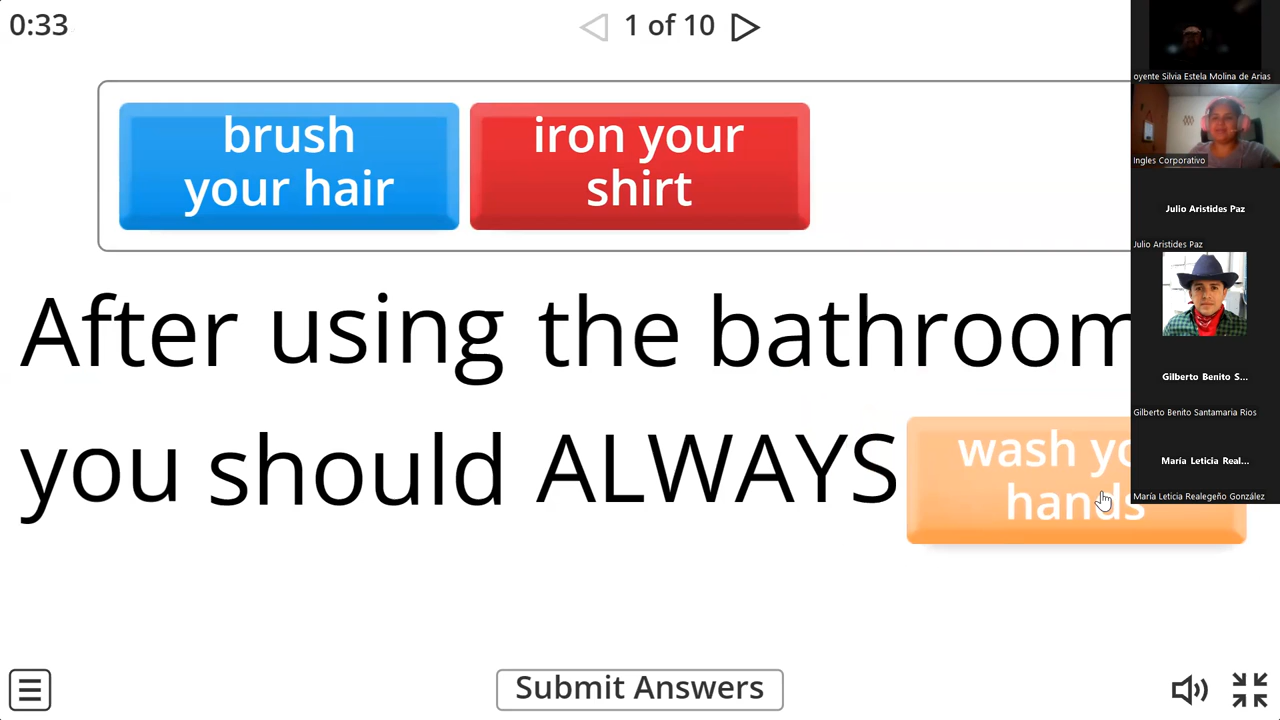 0:33
1 of 10
brush
your hair
iron your
shirt
After using the bathroom
you should ALWAYS
wash
hands
Submit Answers
oyente Silvia Estela Molina de Arias
Ingles Corporativo
Julio Aristides Paz
Julio Aristides Paz
Gilberto Benito S...
Gilberto Benito Santamaria Rios
María Leticia Real...
María Leticia Realegeño González